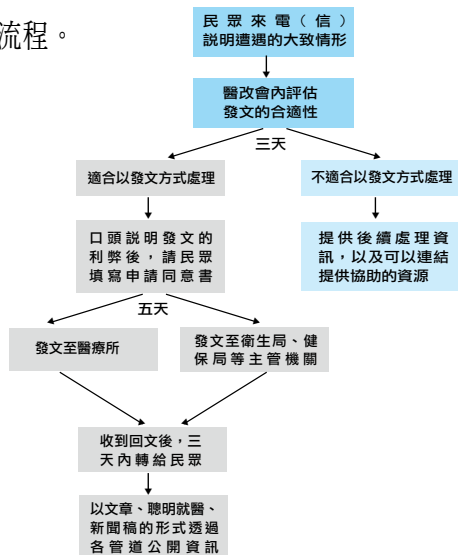 流程。
民眾來電(信)
說明遭遇的大致情形
醫改會內評估
發文的合適性
三天
適合以發文方式處理
不適合以發文方式處理
口頭說明發文的
利弊後，請民眾
填寫申請同意書
提供後續處理資
訊，以及可以連結
提供協助的資源
五天
發文至醫療所
發文至衛生局、健
保局等主管機關
收到回文後，三
天內轉給民眾
以文章、聰明就醫、
新聞稿的形式透過
各管道公開資訊